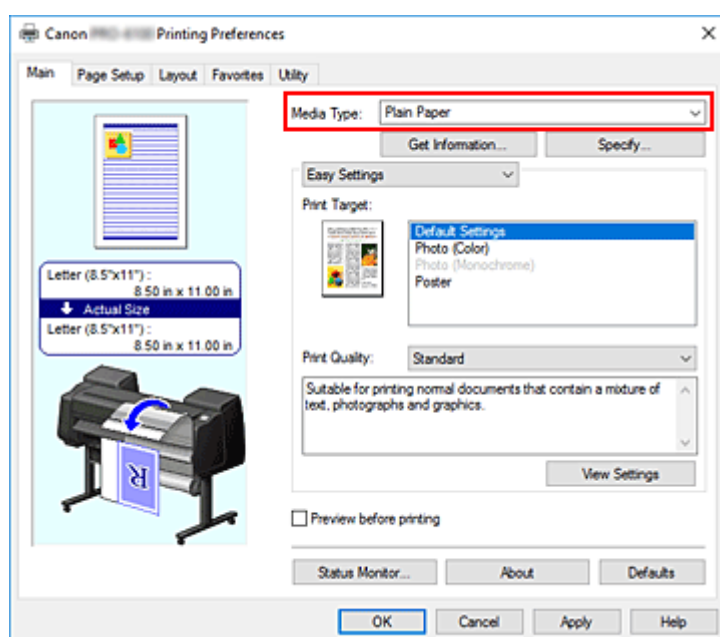 Canon Printing Preferences
Main Page Setup Layout Favorites Utility
Media Type: Plain Paper
Get Information... Specify...
Easy Settings
Print Target:
Default Settings
Photo (Color)
Photo (Monochrome)
Poster
Letter (8.5"x11") :
8.50 in x 11.00 in
Actual Size
Letter (8.5"x11") :
8.50 in x 11.00 in
Print Quality: Standard
Suitable for printing normal documents that contain a mixture of
text, photographs and graphics.
R
View Settings
Preview before printing
Status Monitor... About Defaults
OK Cancel Apply Help